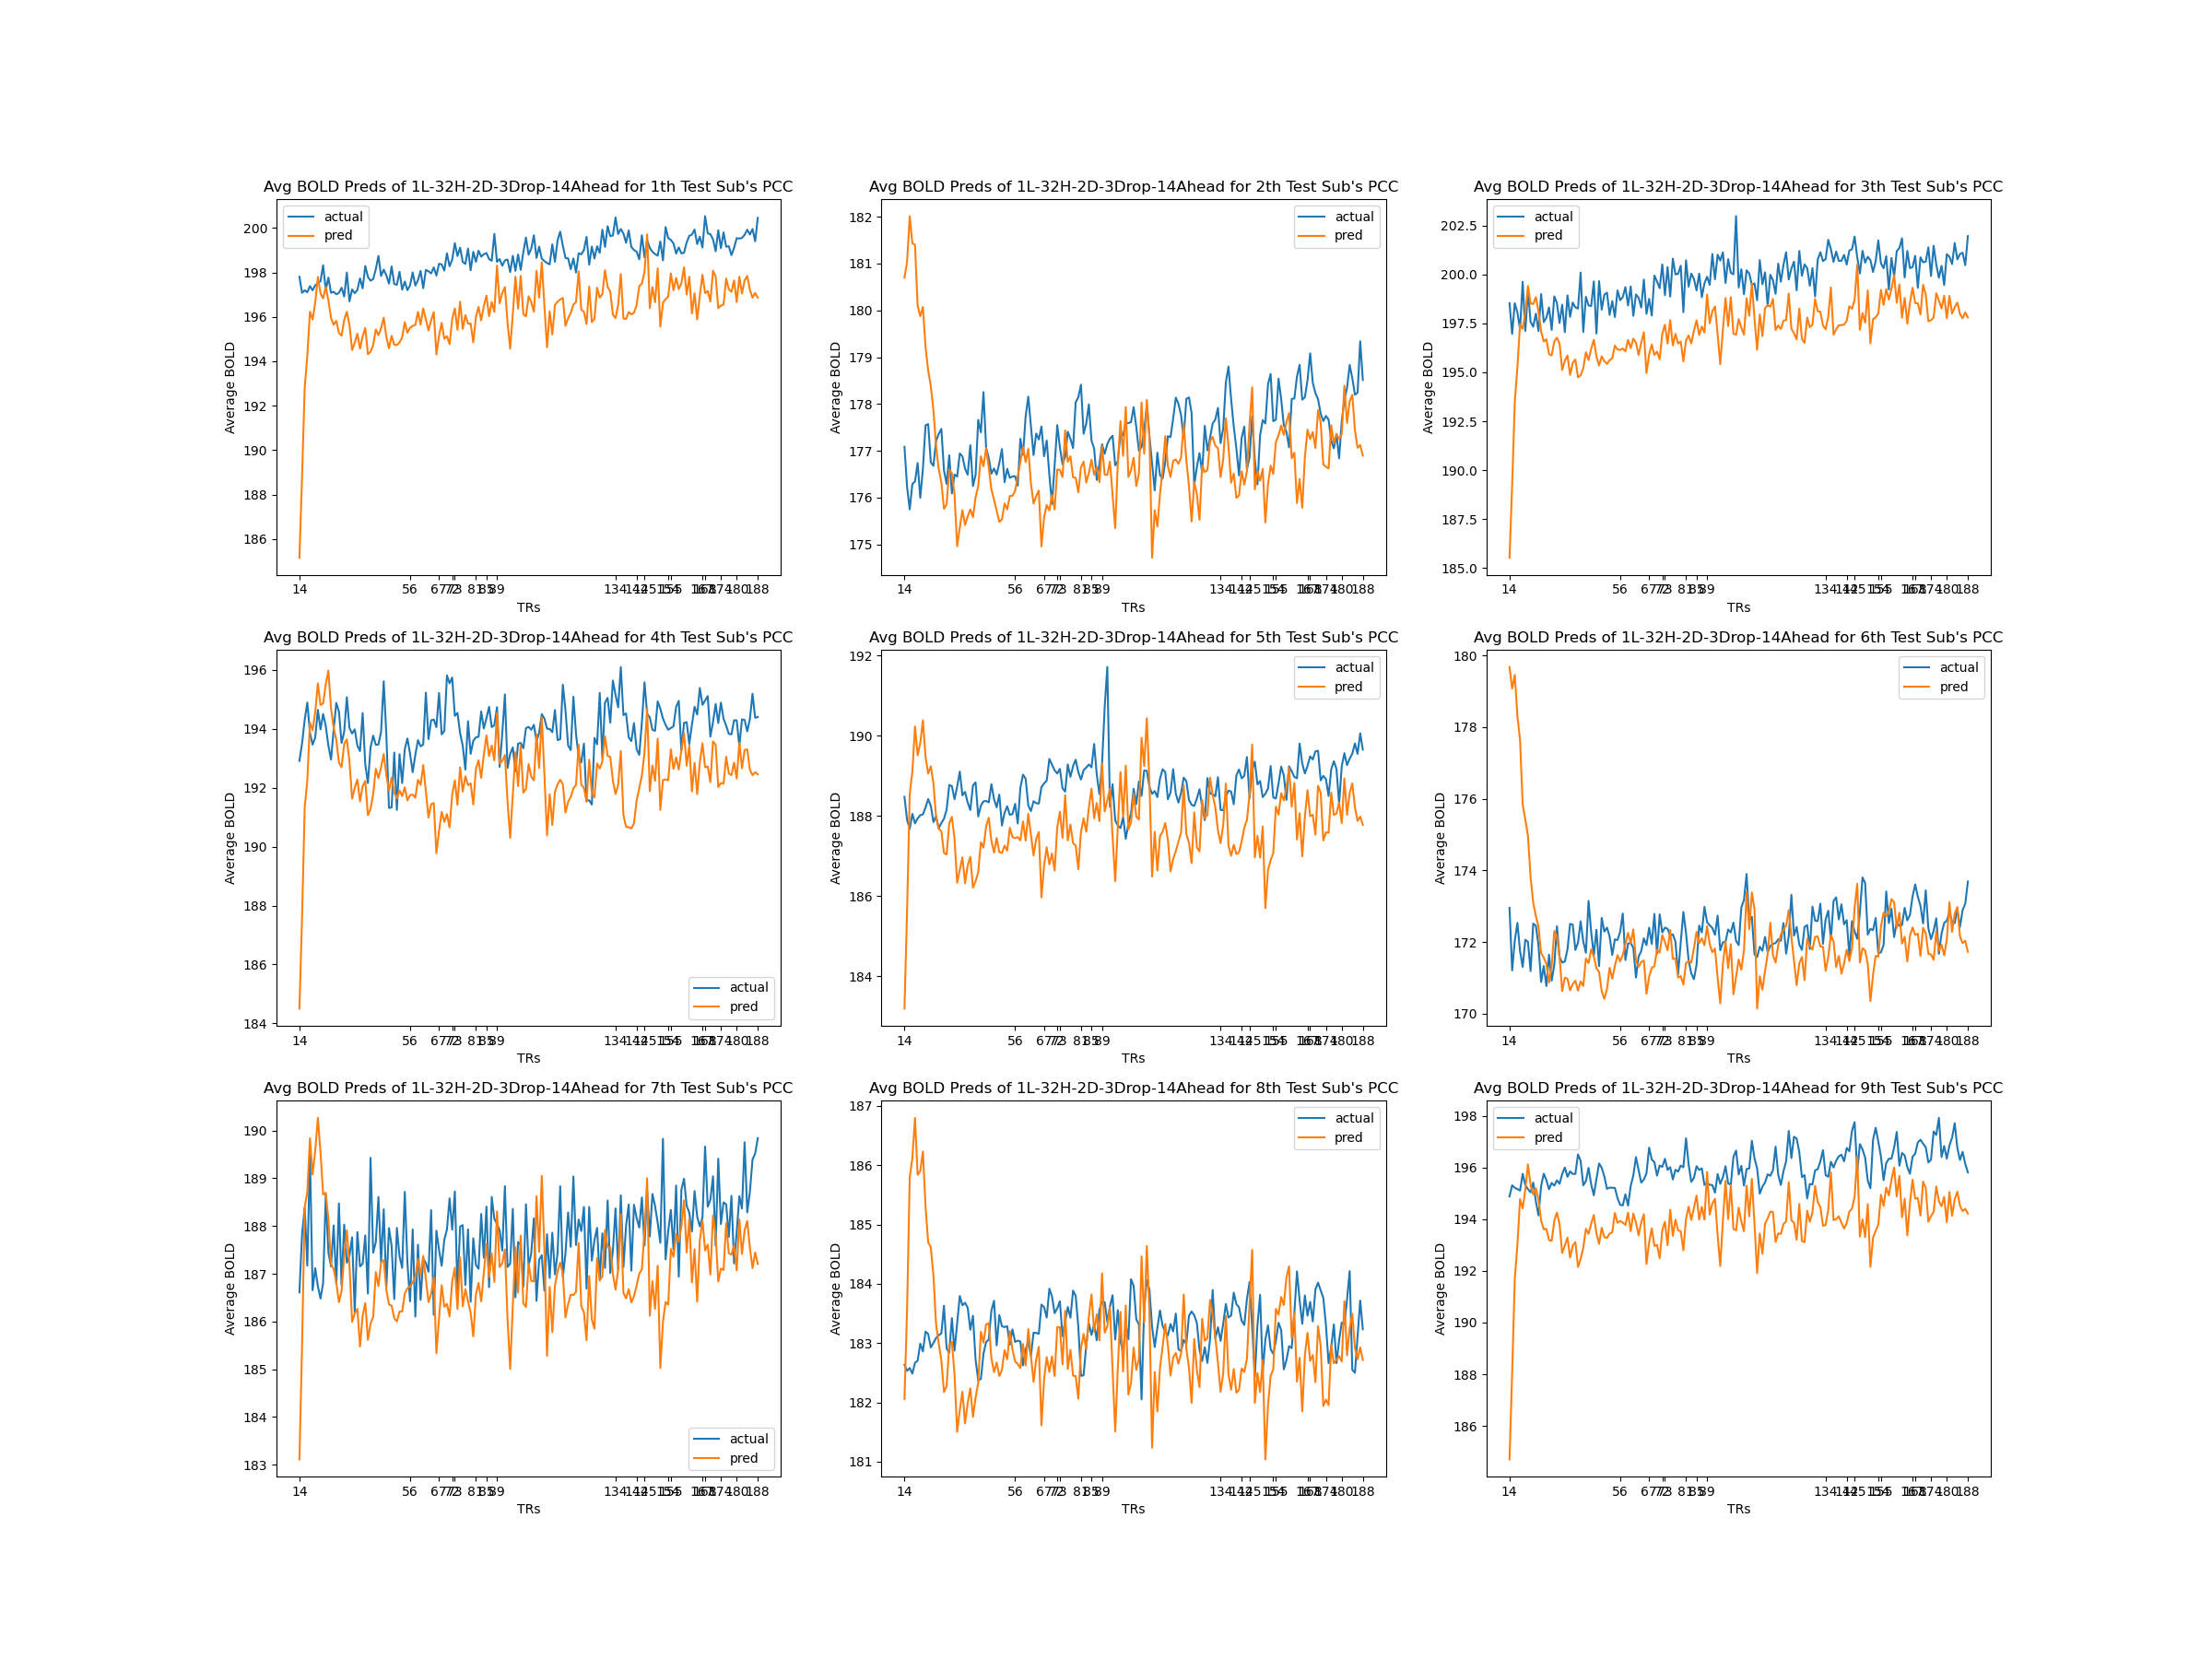 Avg BOLD Preds of 1L-32H-2D-3Drop-14Ahead for 1th Test Sub's PCC
actual
pred
Average BOLD
200
198
196
194
192
190
188
186
14 56
134
188
TRs
Avg BOLD Preds of 1L-32H-2D-3Drop-14Ahead for 2th Test Sub's PCC
actual
pred
Average BOLD
182
181
180
179
178
177
176
175
14 56
134
188
TRs
Avg BOLD Preds of 1L-32H-2D-3Drop-14Ahead for 3th Test Sub's PCC
actual
pred
Average BOLD
202.5
200.0
197.5
195.0
192.5
190.0
187.5
185.0
14 56
134
188
TRs
Avg BOLD Preds of 1L-32H-2D-3Drop-14Ahead for 4th Test Sub's PCC
Average BOLD
196
194
192
190
188
186
184
actual
pred
14 56
134
188
TRs
Avg BOLD Preds of 1L-32H-2D-3Drop-14Ahead for 5th Test Sub's PCC
actual
pred
Average BOLD
192
190
188
186
184
14 56
134
188
TRs
Avg BOLD Preds of 1L-32H-2D-3Drop-14Ahead for 6th Test Sub's PCC
actual
pred
Average BOLD
180
178
176
174
172
170
14 56
134
188
TRs
Avg BOLD Preds of 1L-32H-2D-3Drop-14Ahead for 7th Test Sub's PCC
Average BOLD
190
189
188
187
186
185
184
183
actual
pred
14 56
134
188
TRs
Avg BOLD Preds of 1L-32H-2D-3Drop-14Ahead for 8th Test Sub's PCC
actual
pred
Average BOLD
187
186
185
184
183
182
181
14 56
134
188
TRs
Avg BOLD Preds of 1L-32H-2D-3Drop-14Ahead for 9th Test Sub's PCC
actual
pred
Average BOLD
198
196
194
192
190
188
186
14 56
134
188
TRs